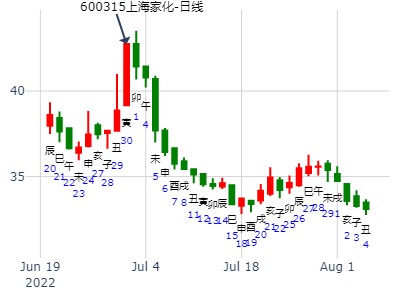 600315上海家化-日线
40
35
辰 巳 午 未 申 亥 子 丑 寅 卯 午 未 申 酉 戌 丑 寅 卯 辰 巳 申 酉 戌 亥 子 卯 辰 巳 午 未 戌 亥 子 丑
20 21 22 23 24 27 28 29 30 1 4 5 6 7 8 11 12 13 14 15 18 19 20 21 22 25 26 27 28 29 1 2 3 4
Jun 19 Jul 4 Jul 18 Aug 1
2022